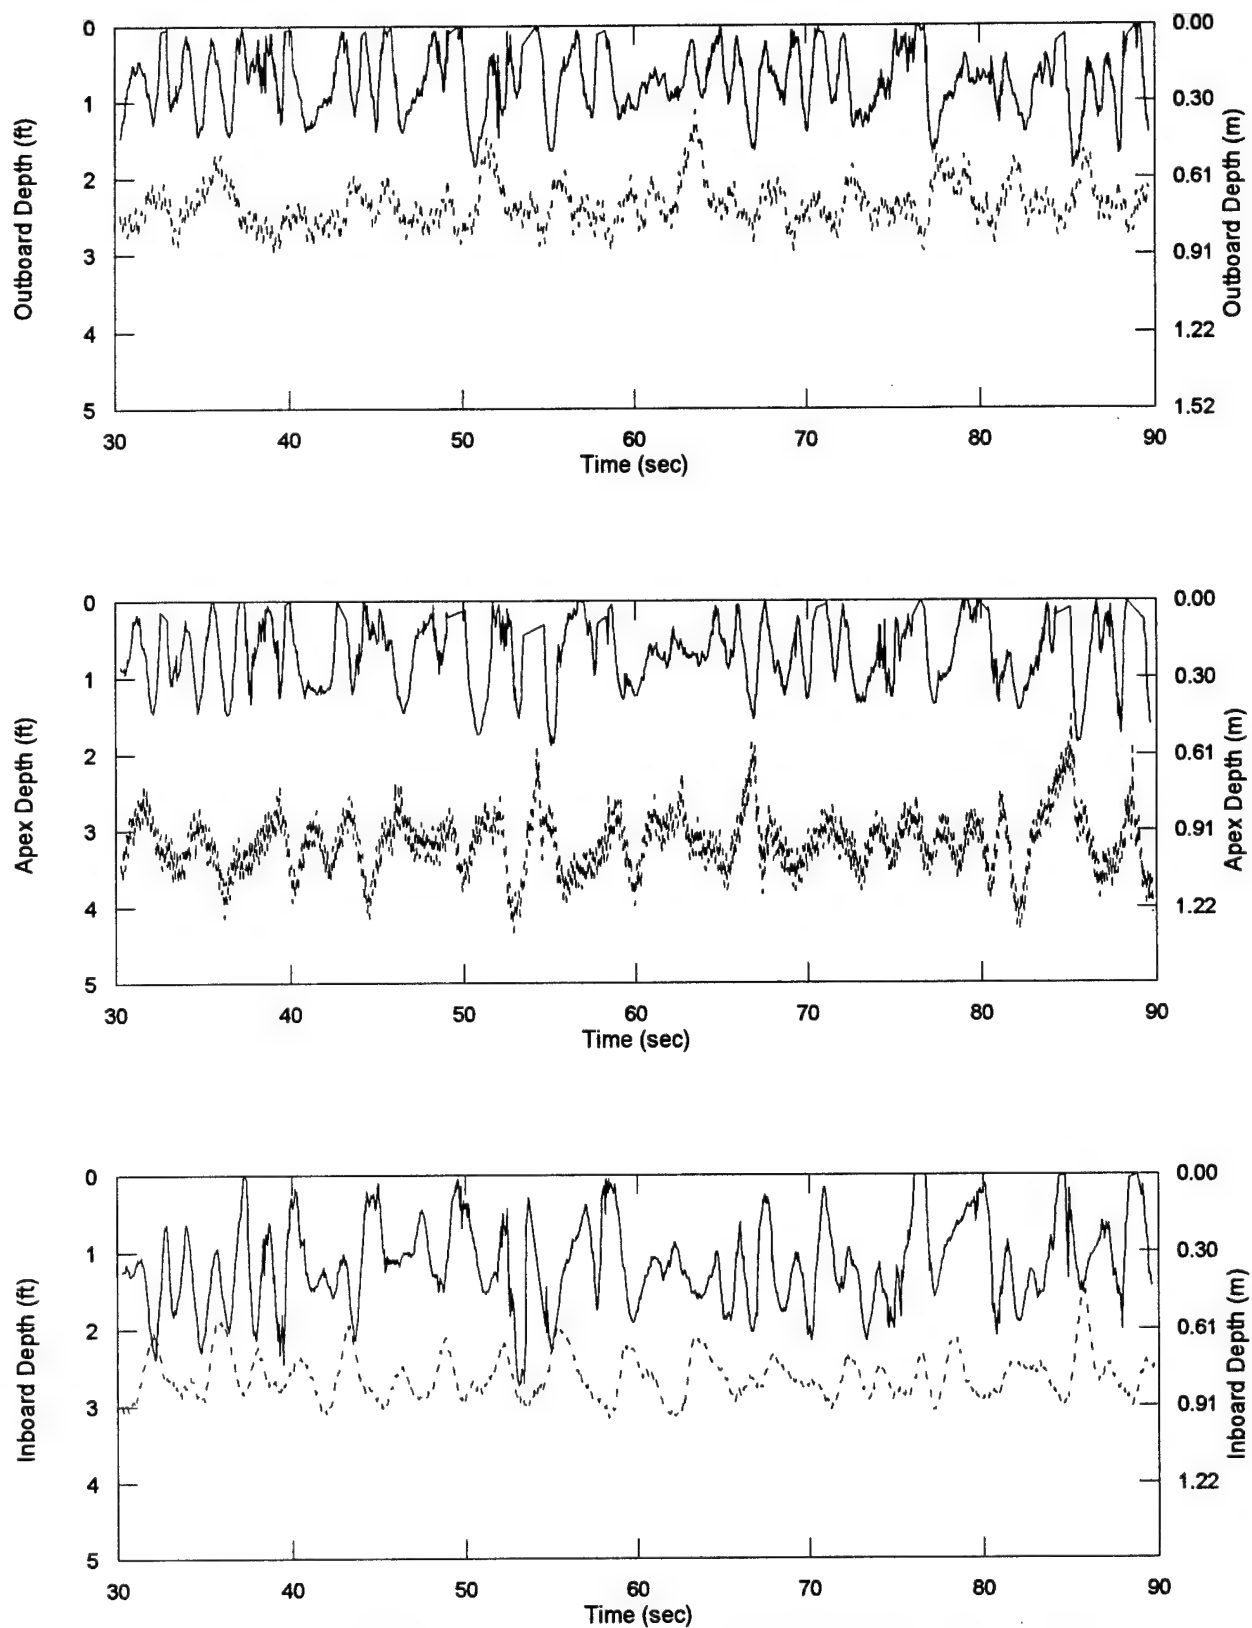 0
1
2
3
4
5
Outboard Depth (ft)
0.00
0.30
0.61
0.91
1.22
1.52
Outboard Depth (m)
30 40 50 60 70 80 90
Time (sec)
0
1
2
3
4
5
Apex Depth (ft)
0.00
0.30
0.61
0.91
1.22
Apex Depth (m)
30 40 50 60 70 80 90
Time (sec)
0
1
2
3
4
5
Inboard Depth (ft)
0.00
0.30
0.61
0.91
1.22
Inboard Depth (m)
30 40 50 60 70 80 90
Time (sec)